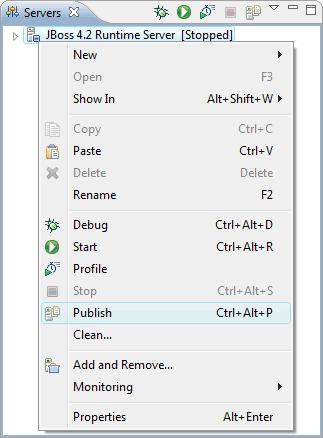 Servers
JBoss 4.2 Runtime Server [Stopped]
New
Open F3
Show In Alt+Shift+W
Copy Ctrl+C
Paste Ctrl+V
Delete Delete
Rename F2
Debug Ctrl+Alt+D
Start Ctrl+Alt+R
Profile
Stop Ctrl+Alt+S
Publish Ctrl+Alt+P
Clean...
Add and Remove...
Monitoring
Properties Alt+Enter